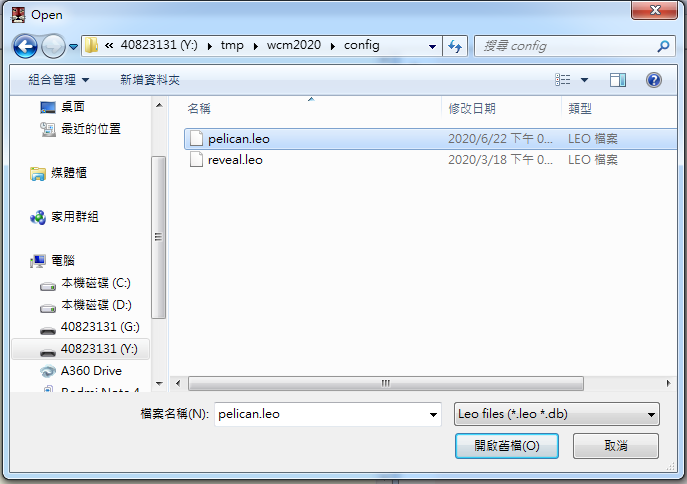 Open
« 40823131 (Y:) ▸ tmp ▸ wcm2020 ▸ config
搜尋 config
組合管理 新增資料夾
名稱 修改日期 類型
桌面
最近的位置
媒體櫃
家用群組
電腦
本機磁碟 (C:)
本機磁碟 (D:)
40823131 (G:)
40823131 (Y:)
A360 Drive
Redmi Note 4
pelican.leo 2020/6/22 下午 0... LEO 檔案
reveal.leo 2020/3/18 下午 0... LEO 檔案
檔案名稱(N): pelican.leo Leo files (*.leo *.db)
開啟舊檔(O) 取消